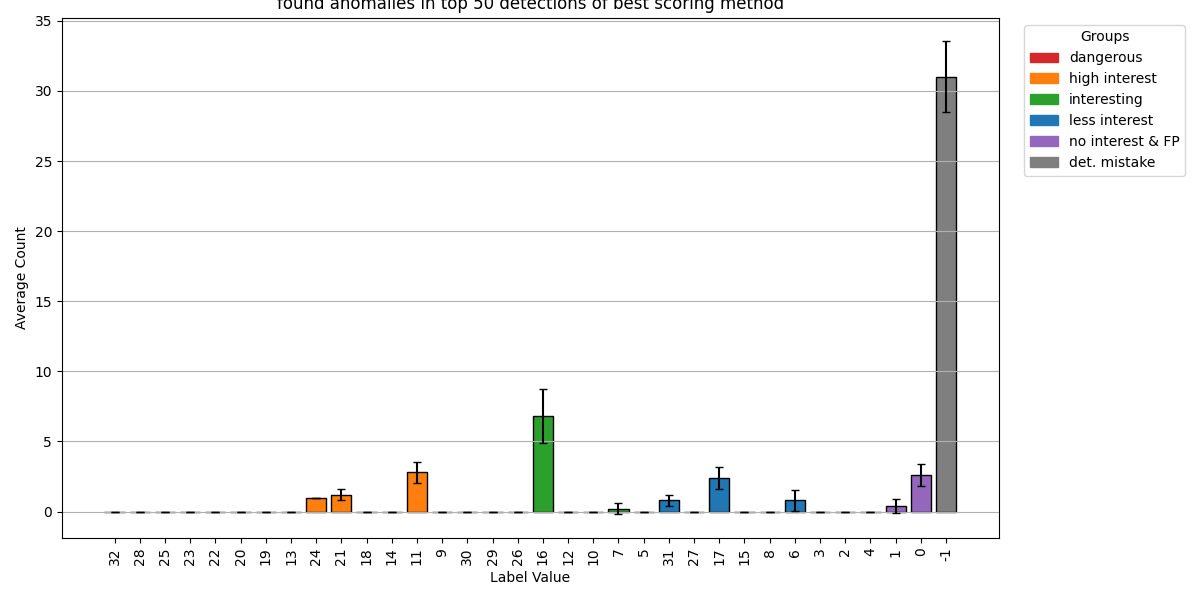 found anomalies in top 50 detections of best scoring method
35
30
25
20
15
10
5
0
Average Count
32 28 25 23 22 20 19 13 24 21 18 14 11 9 30 29 26 16 12 10 7 5 31 27 17 15 8 6 3 2 4 1 0 -1
Label Value
Groups
dangerous
high interest
interesting
less interest
no interest & FP
det. mistake